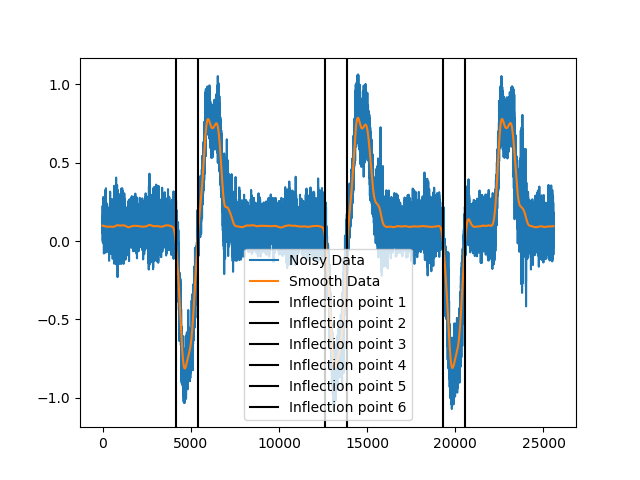 1.0
0.5
0.0
−0.5
−1.0
Noisy Data
Smooth Data
Inflection point 1
Inflection point 2
Inflection point 3
Inflection point 4
Inflection point 5
Inflection point 6
0 5000 10000 15000 20000 25000